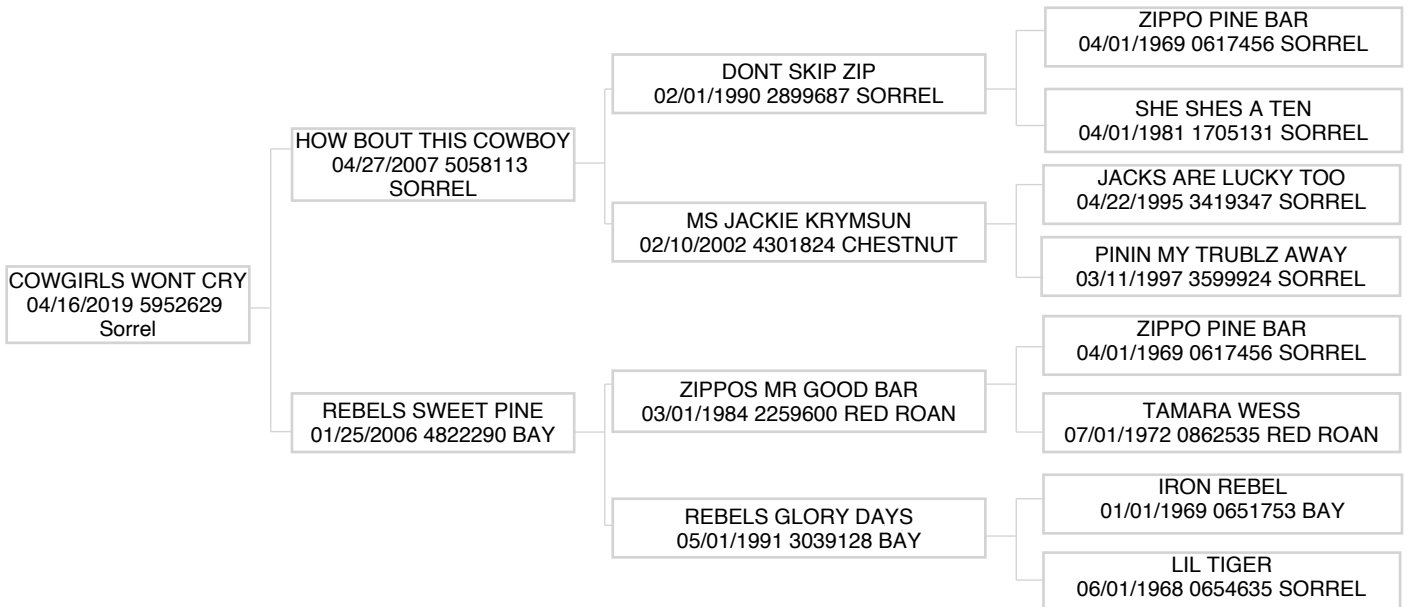 COWGIRLS WONT CRY
04/16/2019 5952629
Sorrel
HOW BOUT THIS COWBOY
04/27/2007 5058113
SORREL
REBELS SWEET PINE
01/25/2006 4822290 BAY
DONT SKIP ZIP
02/01/1990 2899687 SORREL
MS JACKIE KRYMSUN
02/10/2002 4301824 CHESTNUT
ZIPPOS MR GOOD BAR
03/01/1984 2259600 RED ROAN
REBELS GLORY DAYS
05/01/1991 3039128 BAY
ZIPPO PINE BAR
04/01/1969 0617456 SORREL
SHE SHES A TEN
04/01/1981 1705131 SORREL
JACKS ARE LUCKY TOO
04/22/1995 3419347 SORREL
PININ MY TRUBLZ AWAY
03/11/1997 3599924 SORREL
ZIPPO PINE BAR
04/01/1969 0617456 SORREL
TAMARA WESS
07/01/1972 0862535 RED ROAN
IRON REBEL
01/01/1969 0651753 BAY
LIL TIGER
06/01/1968 0654635 SORREL